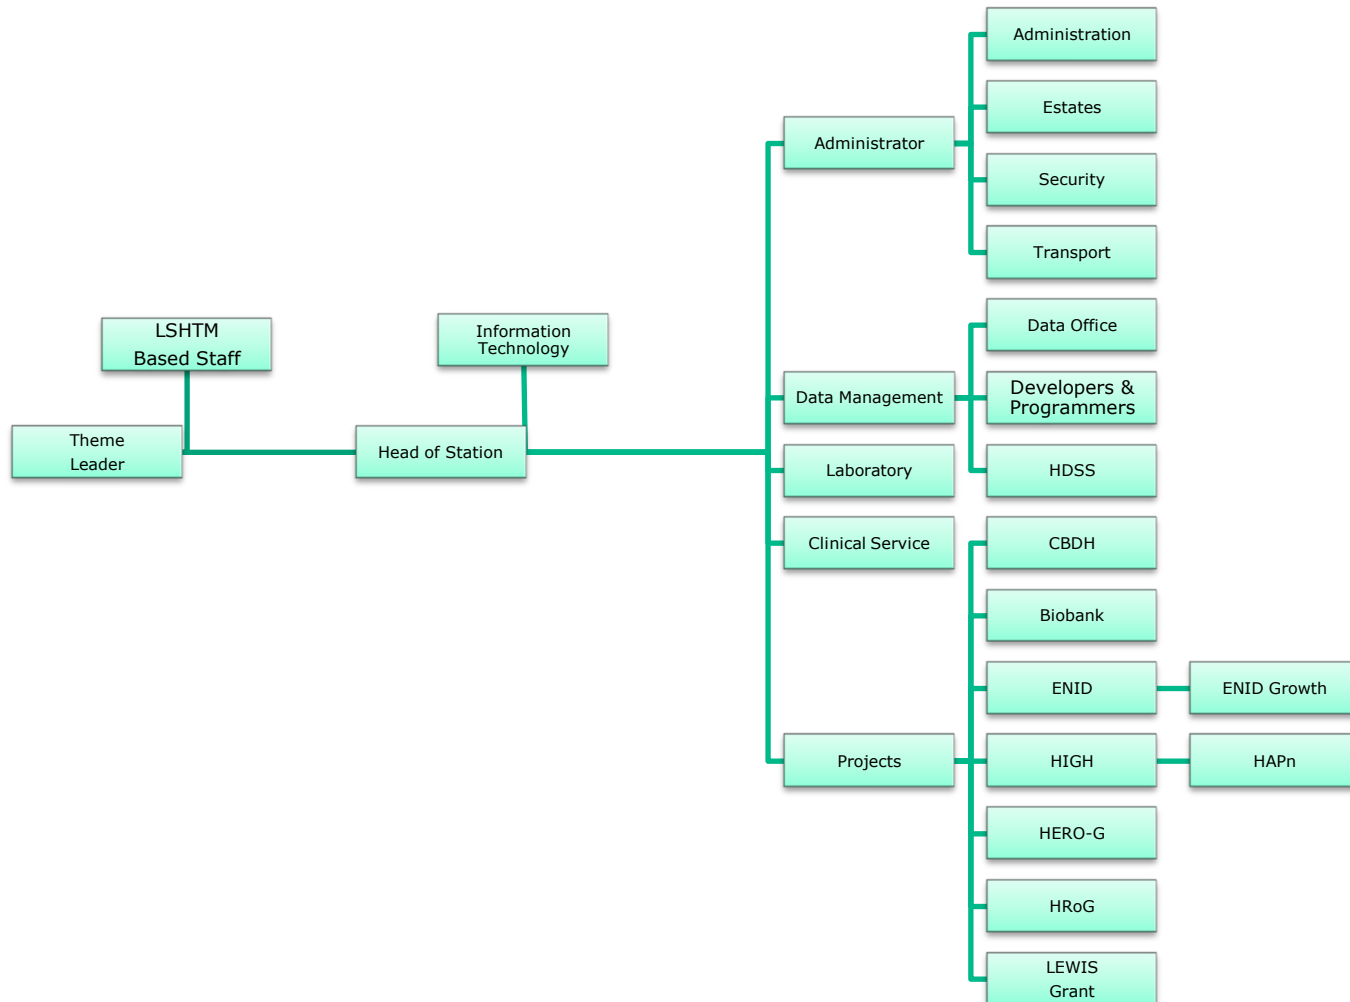 Administration
Estates
Administrator
Security
Transport
LSHTM
Based Staff
Information
Technology
Data Office
Data Management
Developers &
Programmers
Theme
Leader
Head of Station
Laboratory
HDSS
Clinical Service
CBDH
Biobank
ENID
ENID Growth
Projects
HIGH
HAPn
HERO-G
HRoG
LEWIS
Grant